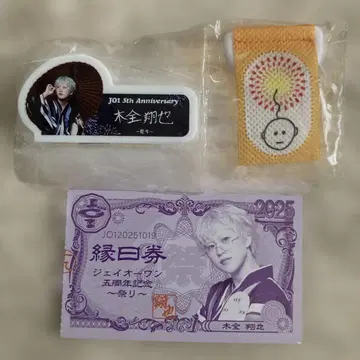 JO1 5th Anniversary
木全 翔也
~祭り~
2025
JO120251019
縁日券
ジェイオーワン
五周年記念
〜祭り〜
木全 翔也